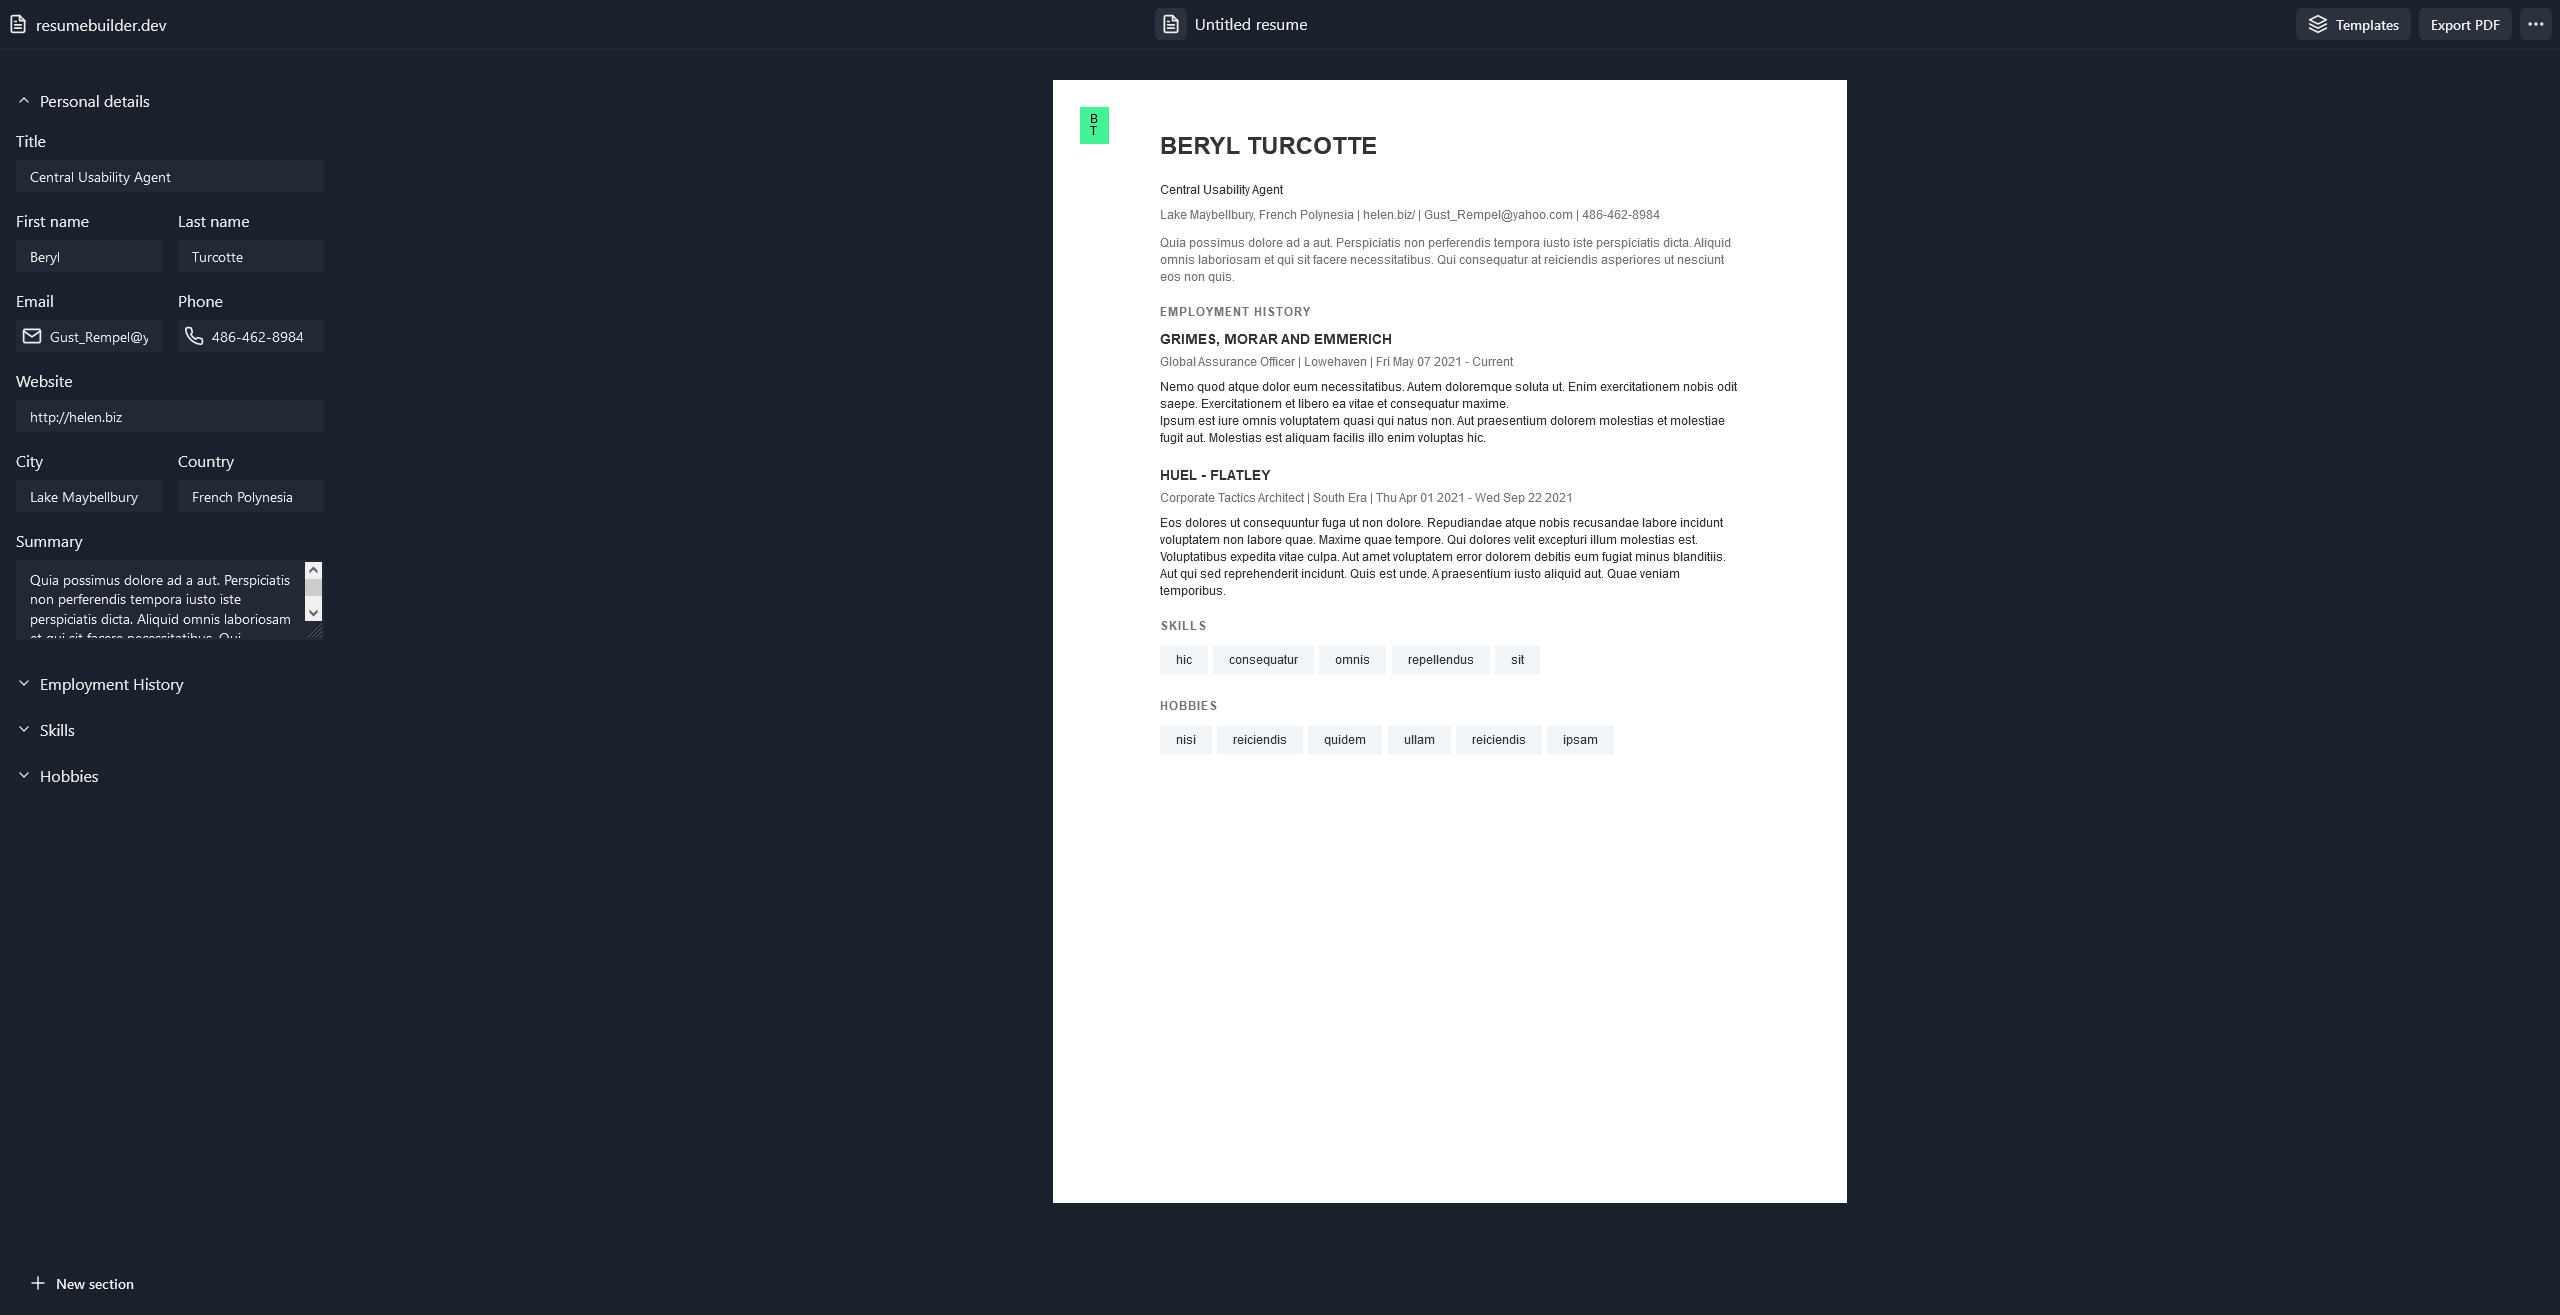 resumebuilder.dev
Untitled resume
Templates
Export PDF
Personal details
Title
Central Usability Agent
First name
Last name
Beryl
Turcotte
Email
Phone
Gust_Rempel@y
486-462-8984
Website
http://helen.biz
City
Country
Lake Maybellbury
French Polynesia
Summary
Quia possimus dolore ad a aut. Perspiciatis
non perferendis tempora iusto iste
perspiciatis dicta. Aliquid omnis laboriosam
et qui sit facere necessitatibus. Qui
Employment History
Skills
Hobbies
New section
B
T
BERYL TURCOTTE
Central Usability Agent
Lake Maybellbury, French Polynesia | helen.biz/ | Gust_Rempel@yahoo.com | 486-462-8984
Quia possimus dolore ad a aut. Perspiciatis non perferendis tempora iusto iste perspiciatis dicta. Aliquid
omnis laboriosam et qui sit facere necessitatibus. Qui consequatur at reiciendis asperiores ut nesciunt
eos non quis.
EMPLOYMENT HISTORY
GRIMES, MORAR AND EMMERICH
Global Assurance Officer | Lowehaven | Fri May 07 2021 - Current
Nemo quod atque dolor eum necessitatibus. Autem doloremque soluta ut. Enim exercitationem nobis odit
saepe. Exercitationem et libero ea vitae et consequatur maxime.
Ipsum est iure omnis voluptatem quasi qui natus non. Aut praesentium dolorem molestias et molestiae
fugit aut. Molestias est aliquam facilis illo enim voluptas hic.
HUEL - FLATLEY
Corporate Tactics Architect | South Era | Thu Apr 01 2021 - Wed Sep 22 2021
Eos dolores ut consequuntur fuga ut non dolore. Repudiandae atque nobis recusandae labore incidunt
voluptatem non labore quae. Maxime quae tempore. Qui dolores velit excepturi illum molestias est.
Voluptatibus expedita vitae culpa. Aut amet voluptatem error dolorem debitis eum fugiat minus blanditiis.
Aut qui sed reprehenderit incidunt. Quis est unde. A praesentium iusto aliquid aut. Quae veniam
temporibus.
SKILLS
hic consequatur omnis repellendus sit
HOBBIES
nisi reiciendis quidem ullam reiciendis ipsam